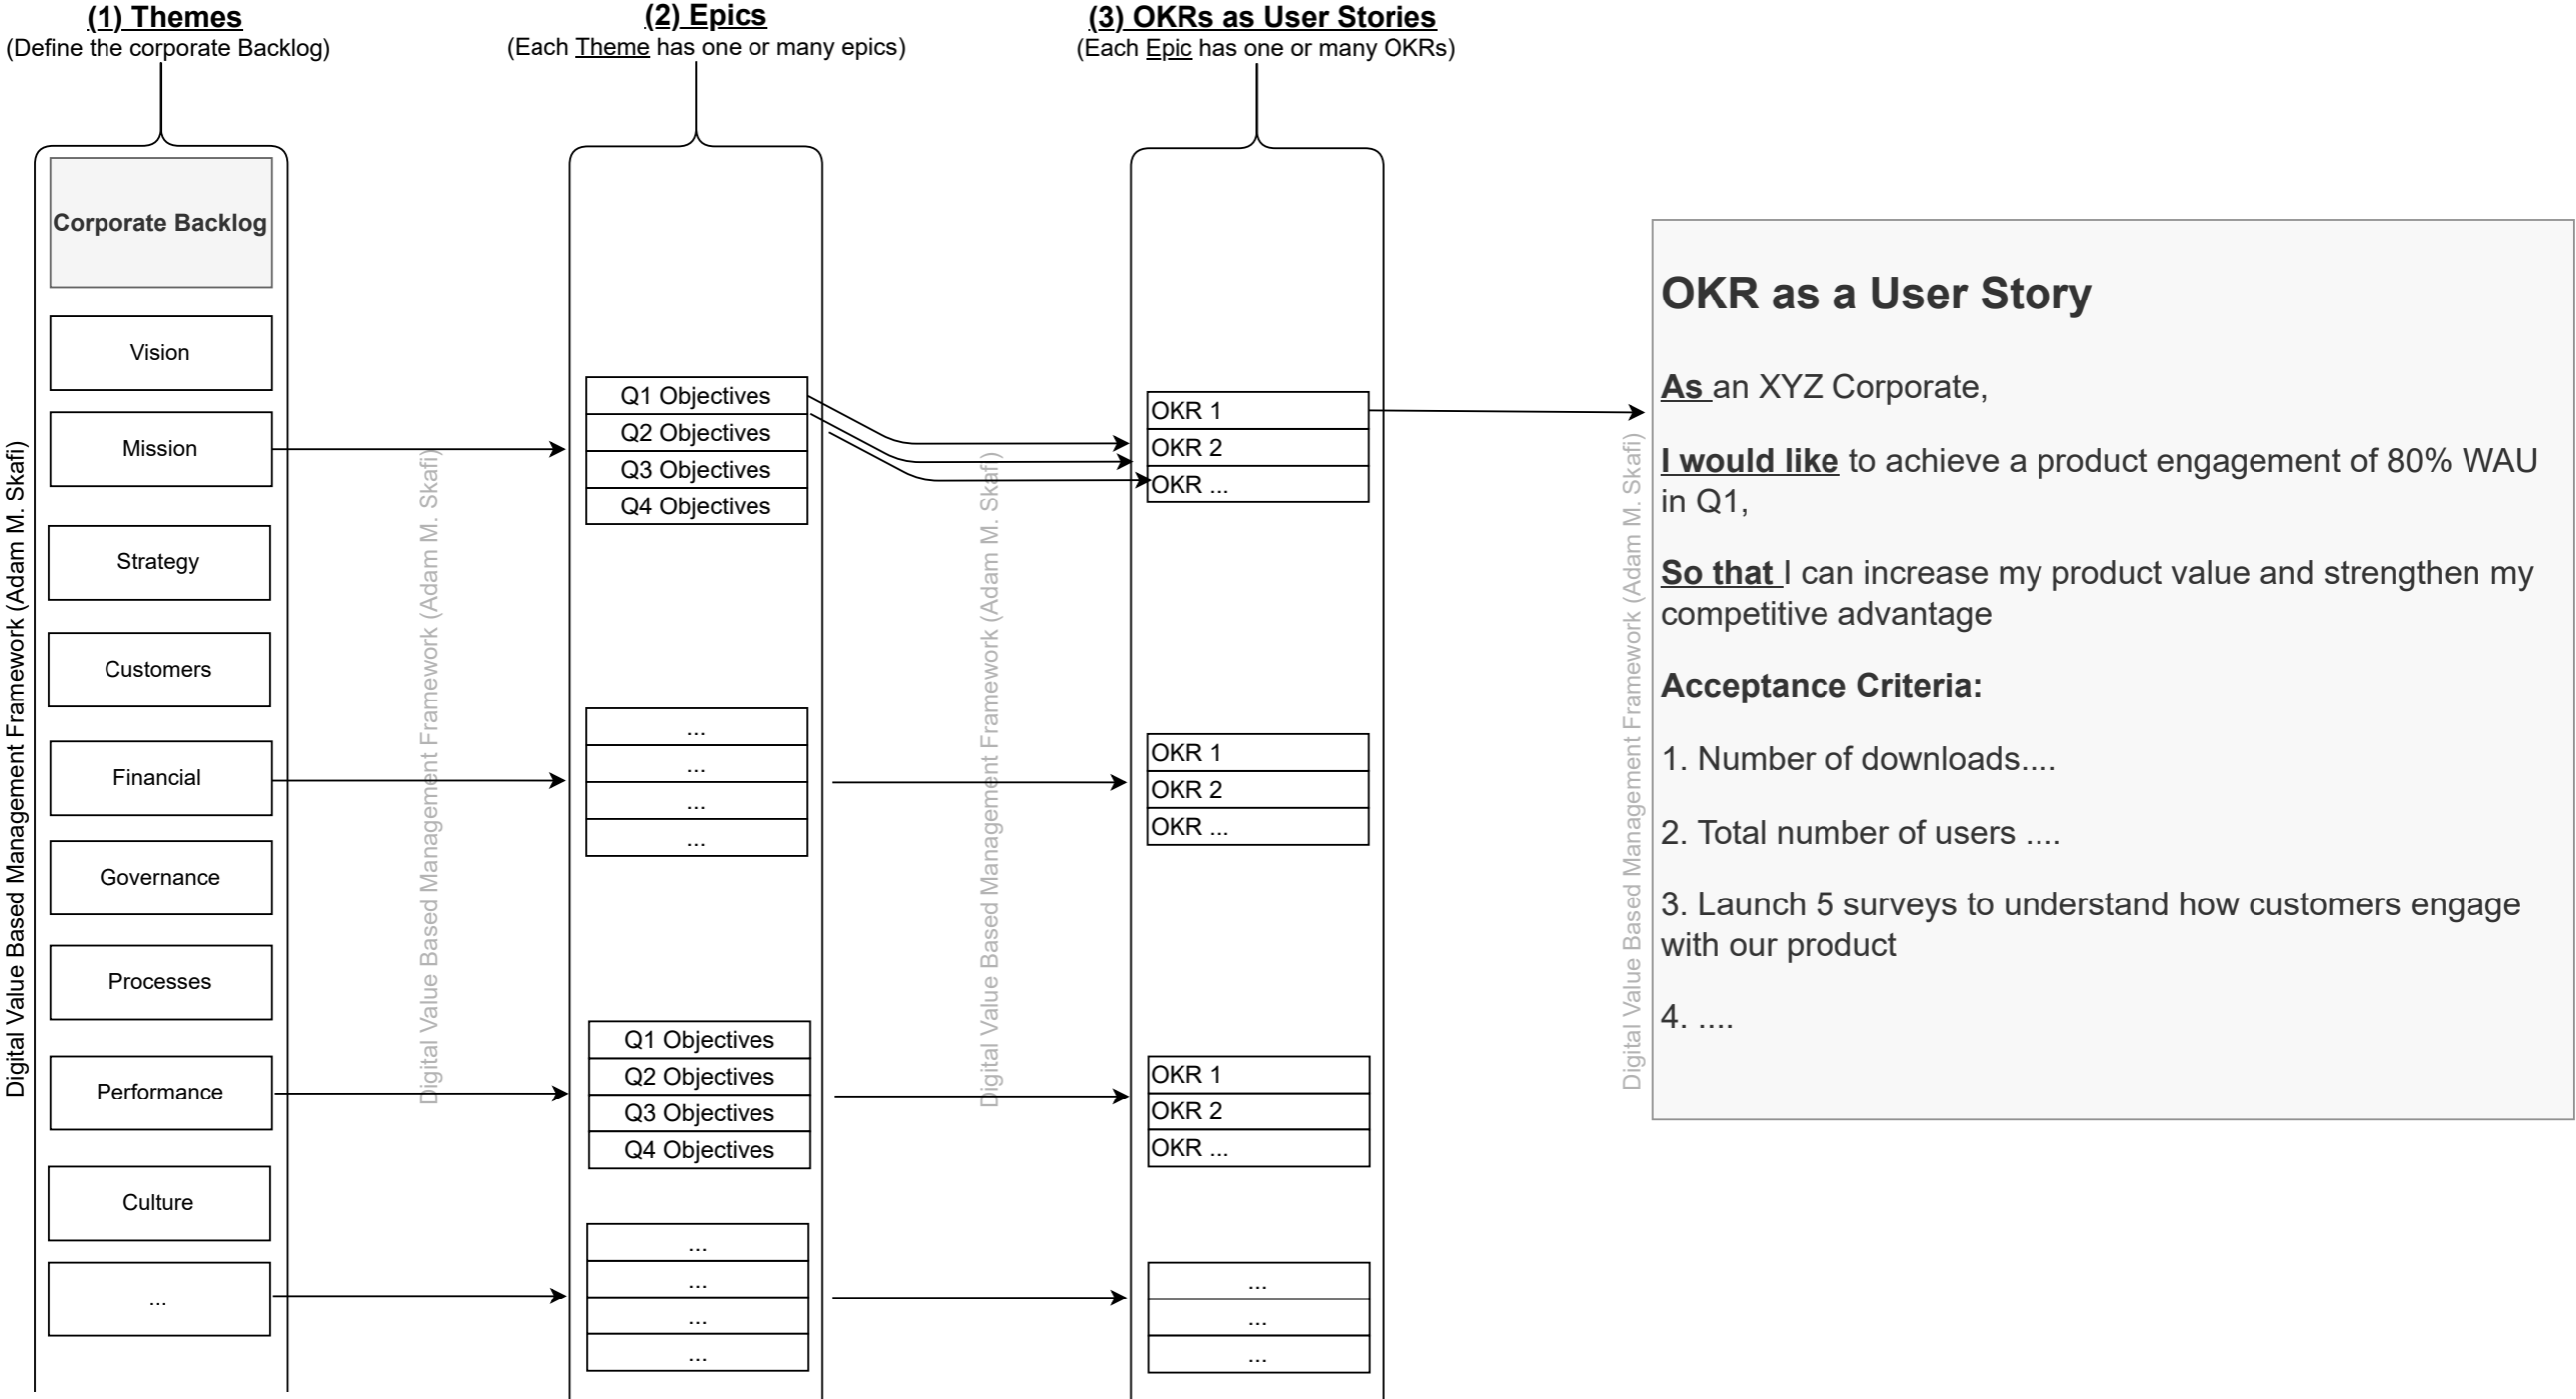 (1) Themes
(Define the corporate Backlog)
Corporate Backlog
Vision
Mission
Strategy
Customers
Financial
Governance
Processes
Performance
Culture
...
Digital Value Based Management Framework (Adam M. Skafi)
Digital Value Based Management Framework (Adam M. Skafi)
(2) Epics
(Each Theme has one or many epics)
Q1 Objectives
Q2 Objectives
Q3 Objectives
Q4 Objectives
...
...
...
...
Q1 Objectives
Q2 Objectives
Q3 Objectives
Q4 Objectives
...
...
...
...
Digital Value Based Management Framework (Adam M. Skafi)
(3) OKRs as User Stories
(Each Epic has one or many OKRs)
OKR 1
OKR 2
OKR ...
OKR 1
OKR 2
OKR ...
OKR 1
OKR 2
OKR ...
...
...
...
Digital Value Based Management Framework (Adam M. Skafi)
OKR as a User Story
As an XYZ Corporate,
I would like to achieve a product engagement of 80% WAU
in Q1,
So that I can increase my product value and strengthen my
competitive advantage
Acceptance Criteria:
1. Number of downloads....
2. Total number of users ....
3. Launch 5 surveys to understand how customers engage
with our product
4. ....